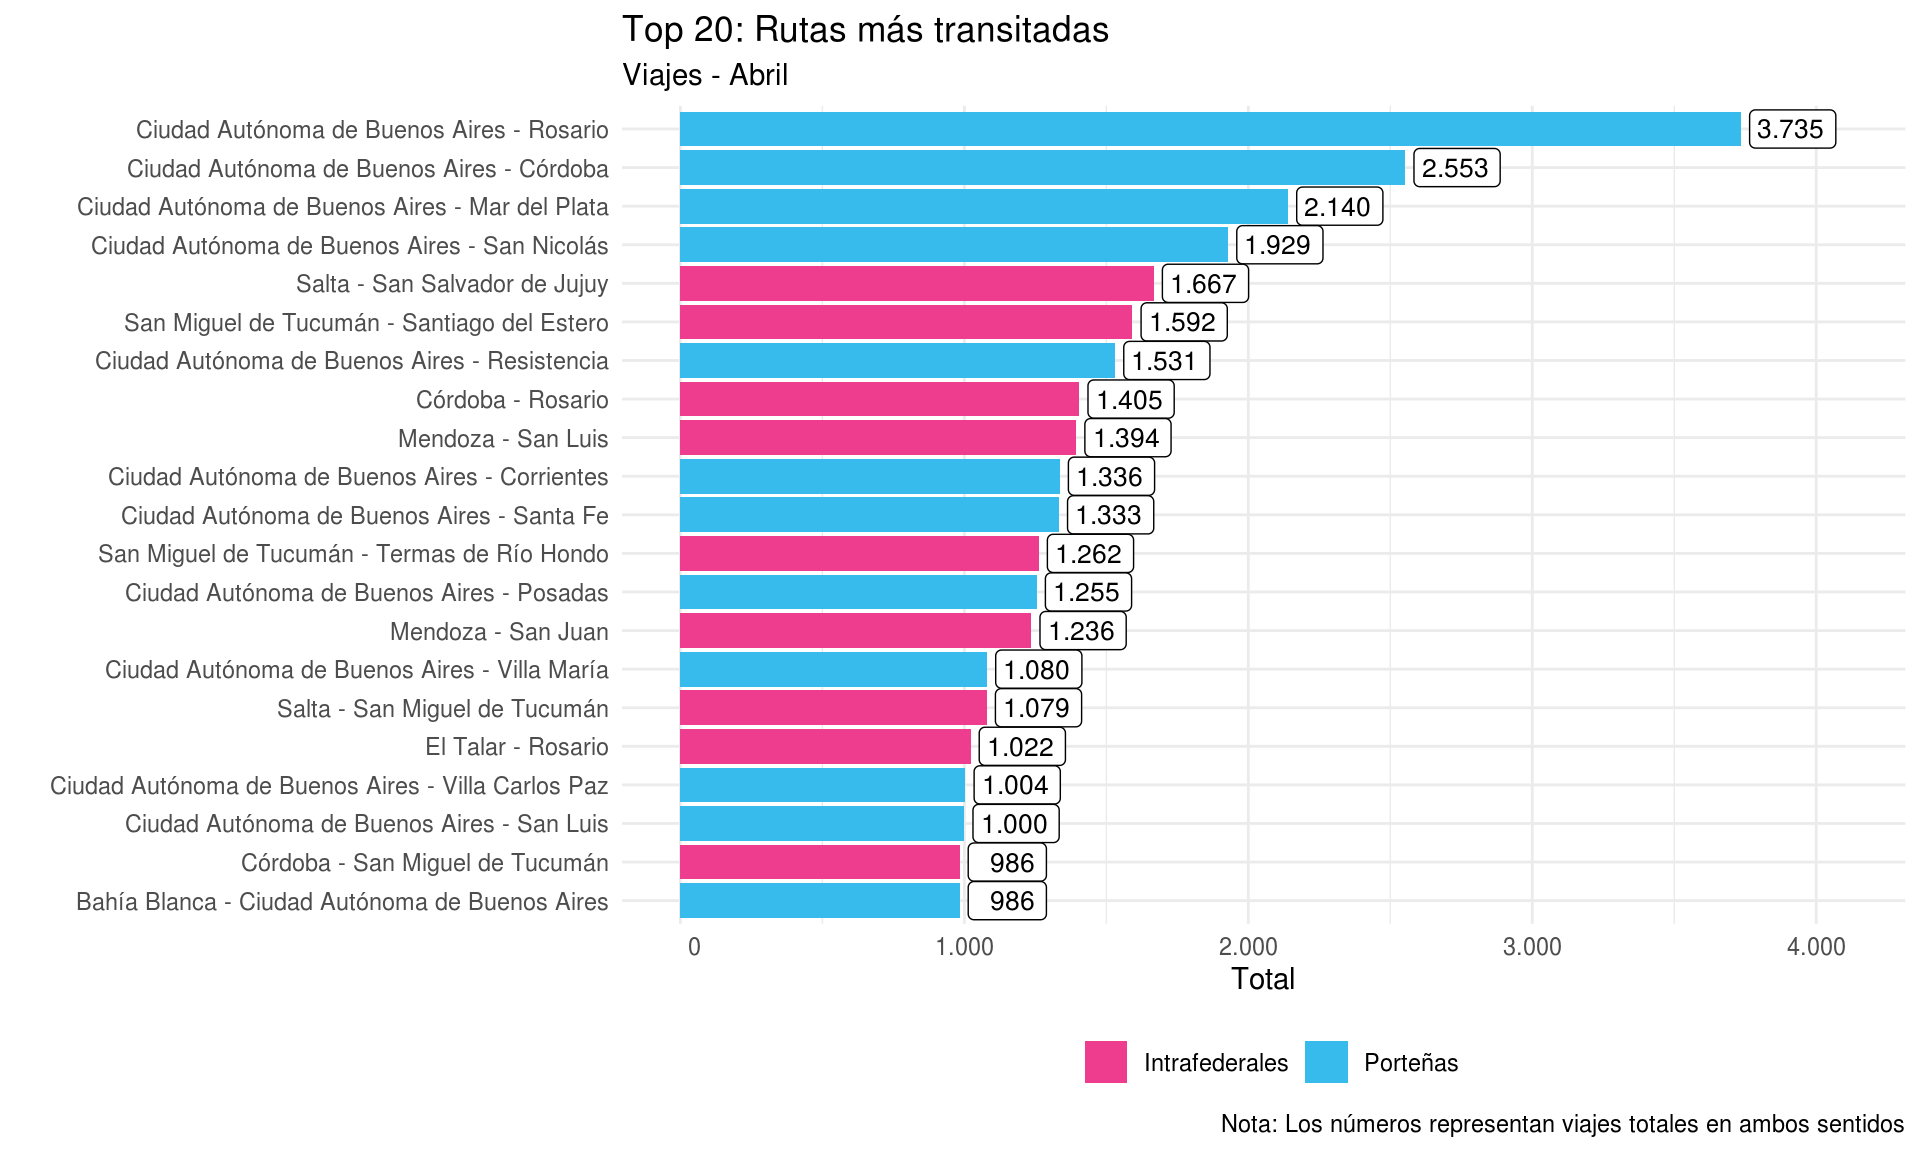 Top 20: Rutas más transitadas
Viajes - Abril
Ciudad Autónoma de Buenos Aires - Rosario 3.735
Ciudad Autónoma de Buenos Aires - Córdoba 2.553
Ciudad Autónoma de Buenos Aires - Mar del Plata 2.140
Ciudad Autónoma de Buenos Aires - San Nicolás 1.929
Salta - San Salvador de Jujuy 1.667
San Miguel de Tucumán - Santiago del Estero 1.592
Ciudad Autónoma de Buenos Aires - Resistencia 1.531
Córdoba - Rosario 1.405
Mendoza - San Luis 1.394
Ciudad Autónoma de Buenos Aires - Corrientes 1.336
Ciudad Autónoma de Buenos Aires - Santa Fe 1.333
San Miguel de Tucumán - Termas de Río Hondo 1.262
Ciudad Autónoma de Buenos Aires - Posadas 1.255
Mendoza - San Juan 1.236
Ciudad Autónoma de Buenos Aires - Villa María 1.080
Salta - San Miguel de Tucumán 1.079
El Talar - Rosario 1.022
Ciudad Autónoma de Buenos Aires - Villa Carlos Paz 1.004
Ciudad Autónoma de Buenos Aires - San Luis 1.000
Córdoba - San Miguel de Tucumán 986
Bahía Blanca - Ciudad Autónoma de Buenos Aires 986
0 1.000 2.000 3.000 4.000
Total
Intrafederales Porteñas
Nota: Los números representan viajes totales en ambos sentidos